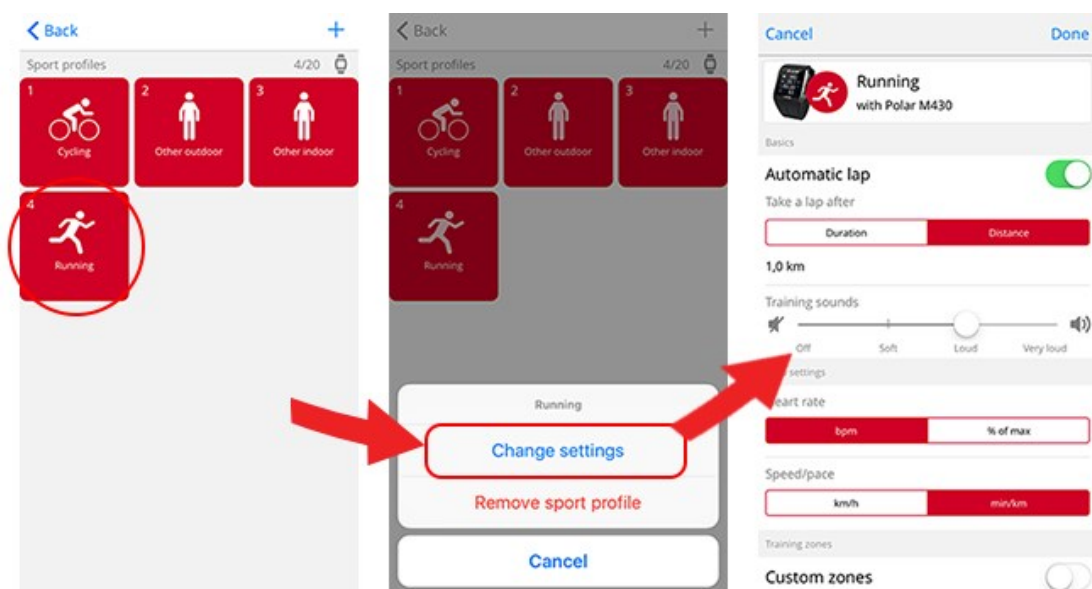 Back
Sport profiles 4/20
1 2 3
Cycling Other outdoor Other indoor
4
Running
Back
Sport profiles 4/20
1 2 3
Cycling Other outdoor Other indoor
4
Running
Running
Change settings
Remove sport profile
Cancel
Cancel Done
Running
with Polar M430
Basics
Automatic lap
Take a lap after
Duration Distance
1,0 km
Training sounds
Off Soft Loud Very loud
settings
eart rate
bpm % of max
Speed/pace
km/h min/km
Training zones
Custom zones